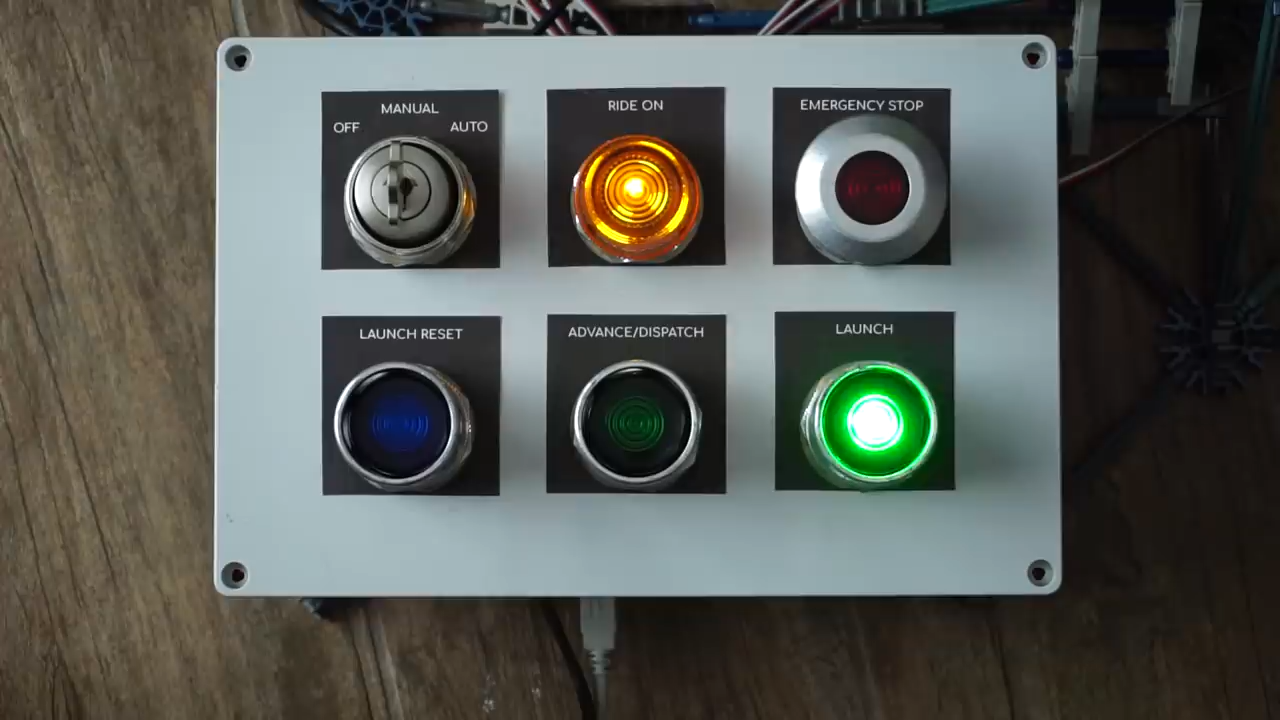 MANUAL
OFF
AUTO
RIDE ON
EMERGENCY STOP
LAUNCH RESET
ADVANCE/DISPATCH
LAUNCH